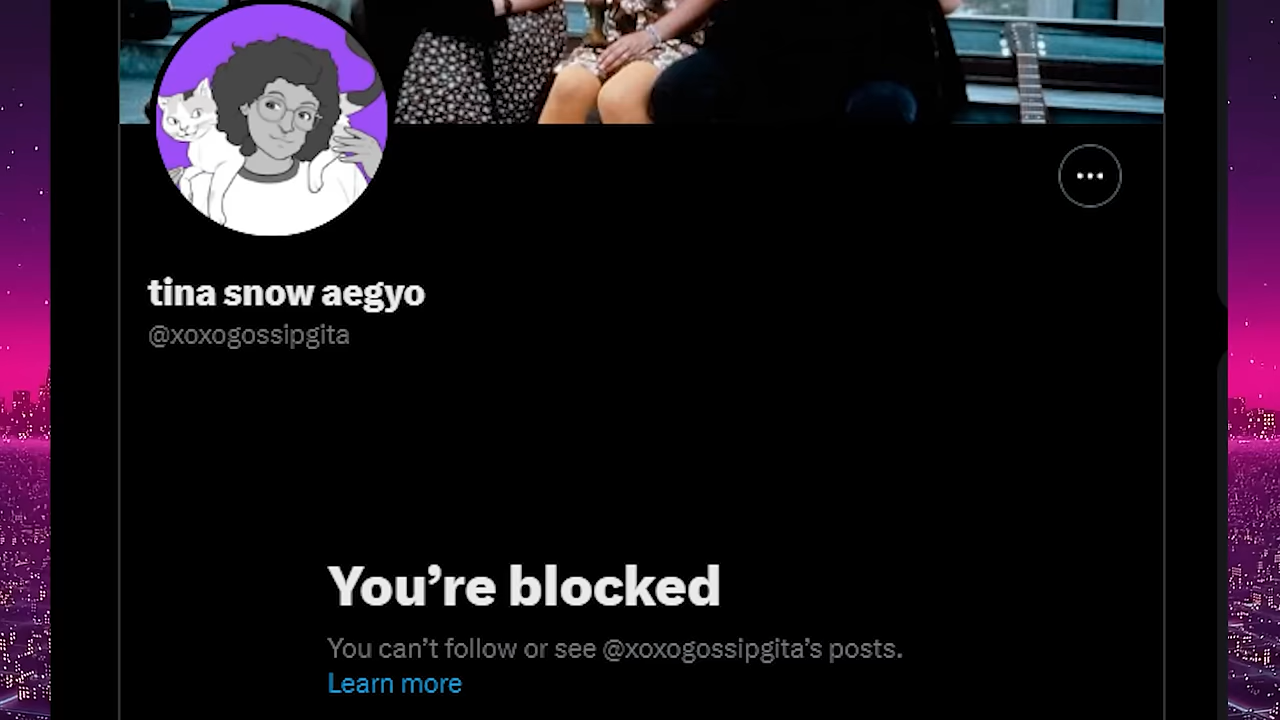 tina snow aegyo
@xoxogossipgita
You’re blocked
You can’t follow or see @xoxogossipgita’s posts.
Learn more